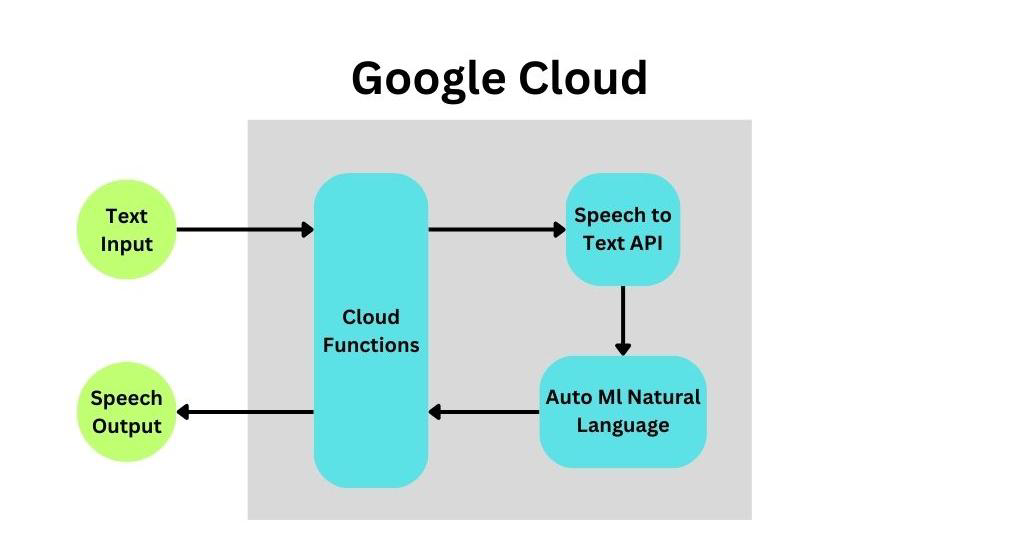 Google Cloud
Text
Input
Speech to
Text API
Cloud
Functions
Speech
Output
Auto Ml Natural
Language